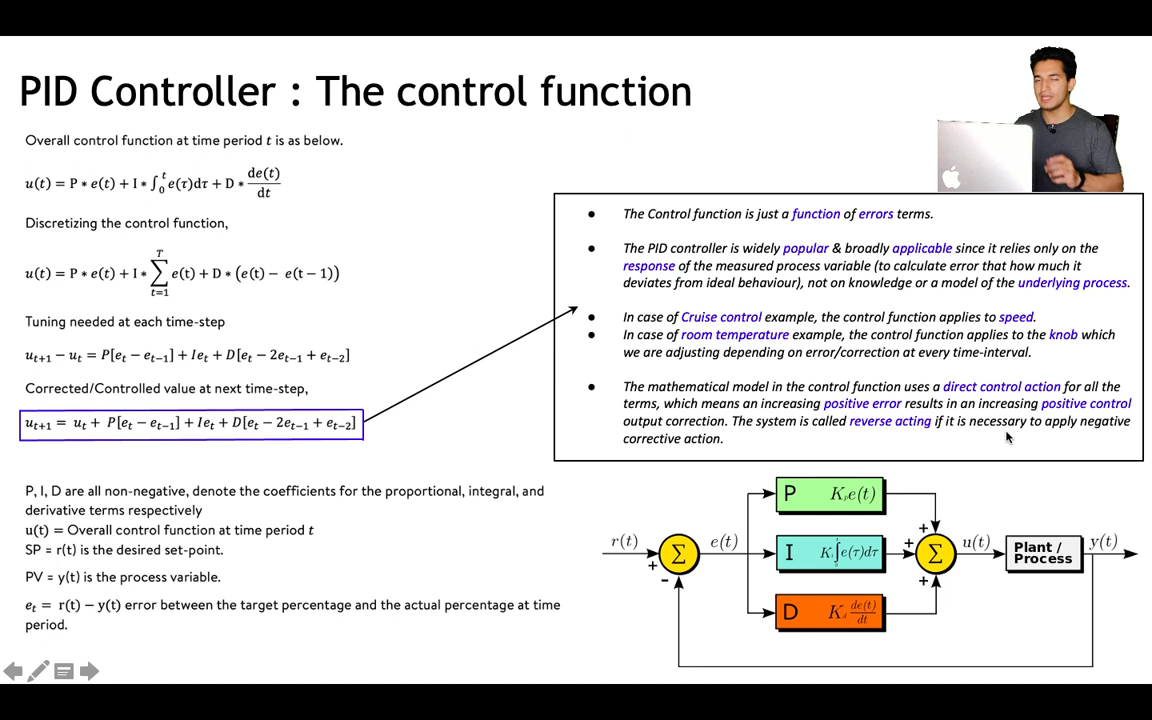 PID Controller : The control function
Overall control function at time period t is as below.
u(t) = P ∗ e(t) + I ∗ ∫₀ᵗ e(τ)dτ + D ∗ de(t)/dt
Discretizing the control function,
u(t) = P ∗ e(t) + I ∗ ∑_{t=1}^{T} e(t) + D ∗ (e(t) − e(t − 1))
Tuning needed at each time-step
u_{t+1} − u_t = P[e_t − e_{t−1}] + Ie_t + D[e_t − 2e_{t−1} + e_{t−2}]
Corrected/Controlled value at next time-step,
u_{t+1} = u_t + P[e_t − e_{t−1}] + Ie_t + D[e_t − 2e_{t−1} + e_{t−2}]
P, I, D are all non-negative, denote the coefficients for the proportional, integral, and
derivative terms respectively
u(t) = Overall control function at time period t
SP = r(t) is the desired set-point.
PV = y(t) is the process variable.
e_t = r(t) − y(t) error between the target percentage and the actual percentage at time
period.
● The Control function is just a function of errors terms.
● The PID controller is widely popular & broadly applicable since it relies only on the
response of the measured process variable (to calculate error that how much it
deviates from ideal behaviour), not on knowledge or a model of the underlying process.
● In case of Cruise control example, the control function applies to speed.
● In case of room temperature example, the control function applies to the knob which
we are adjusting depending on error/correction at every time-interval.
● The mathematical model in the control function uses a direct control action for all the
terms, which means an increasing positive error results in an increasing positive control
output correction. The system is called reverse acting if it is necessary to apply negative
corrective action.
P K_p e(t)
r(t) + − Σ e(t) I K_i ∫₀ᵗ e(τ)dτ + + + Σ u(t) Plant / y(t)
Process
D K_d de(t)/dt